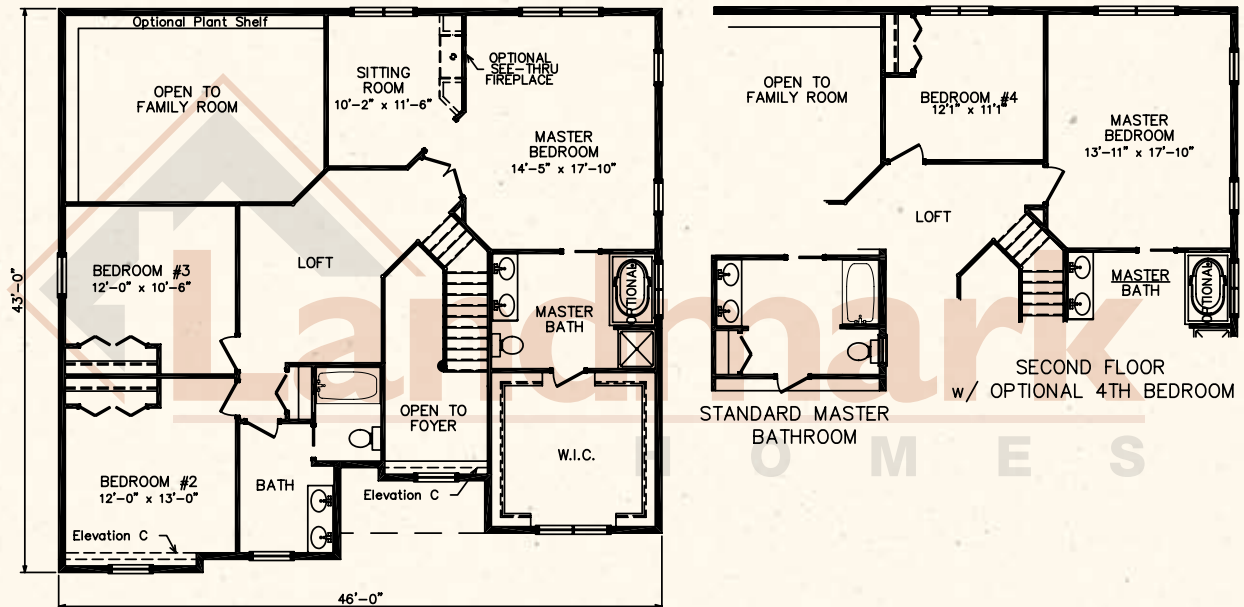 Optional Plant Shelf
OPEN TO
FAMILY ROOM
SITTING
ROOM
10'-2" x 11'-6"
OPTIONAL
SEE-THRU
FIREPLACE
MASTER
BEDROOM
14'-5" x 17'-10"
BEDROOM #3
12'-0" x 10'-6"
LOFT
MASTER
BATH
OPTIONAL
OPEN TO
FOYER
W.I.C.
BEDROOM #2
12'-0" x 13'-0"
BATH
Elevation C
Elevation C
43'-0"
46'-0"
OPEN TO
FAMILY ROOM
BEDROOM #4
12'1" x 11'1"
MASTER
BEDROOM
13'-11" x 17'-10"
LOFT
MASTER
BATH
OPTIONAL
STANDARD MASTER
BATHROOM
SECOND FLOOR
w/ OPTIONAL 4TH BEDROOM
Landmark
HOMES